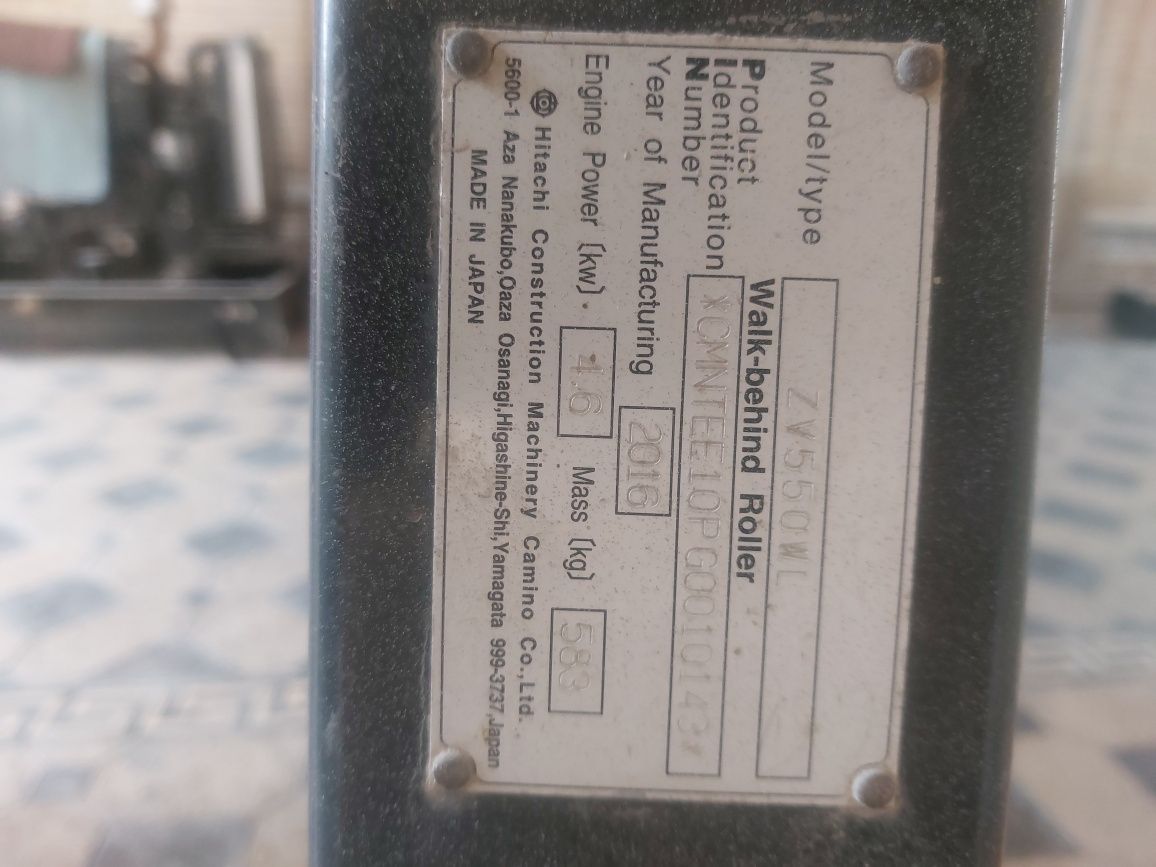 Model/type ZV550WL
Walk-behind Roller
Product
Identification
Number *CMNTEE10PG0010143*
Year of Manufacturing 2016
Engine Power (kw). 4.6 Mass (kg) 583
Hitachi Construction Machinery Camino Co.,Ltd.
5600-1 Aza Nanakubo,Oaza Osanagi,Higashine-Shi,Yamagata 999-3737,Japan
MADE IN JAPAN